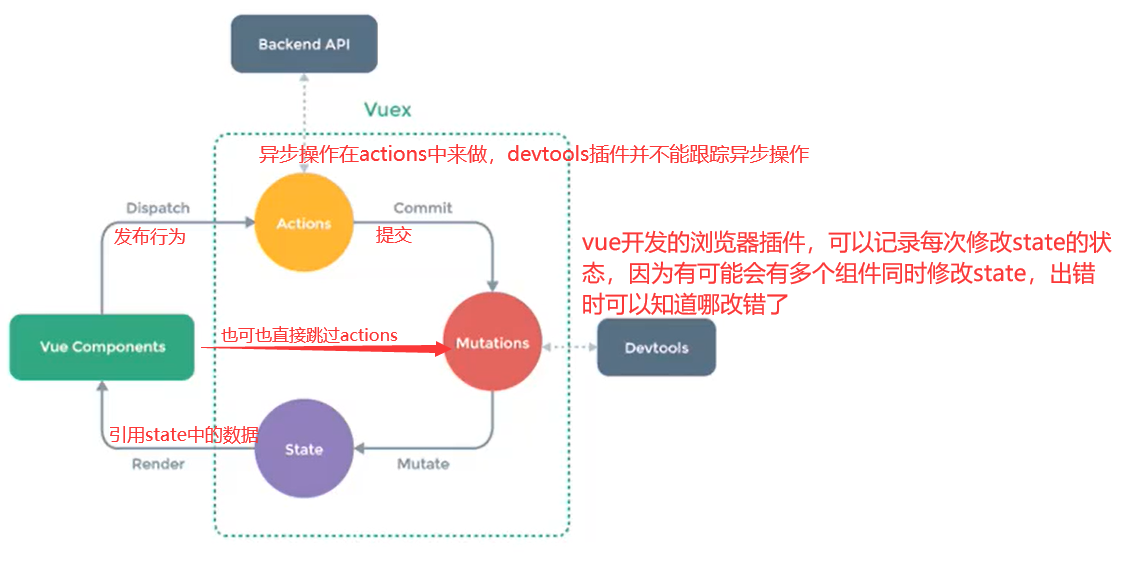 Backend API
Vuex
异步操作在actions中来做，devtools插件并不能跟踪异步操作
Dispatch
发布行为
Actions
Commit
提交
vue开发的浏览器插件，可以记录每次修改state的状
态，因为有可能会有多个组件同时修改state，出错
时可以知道哪改错了
Vue Components
也可也直接跳过actions
Mutations
Devtools
引用state中的数据
Render
State
Mutate